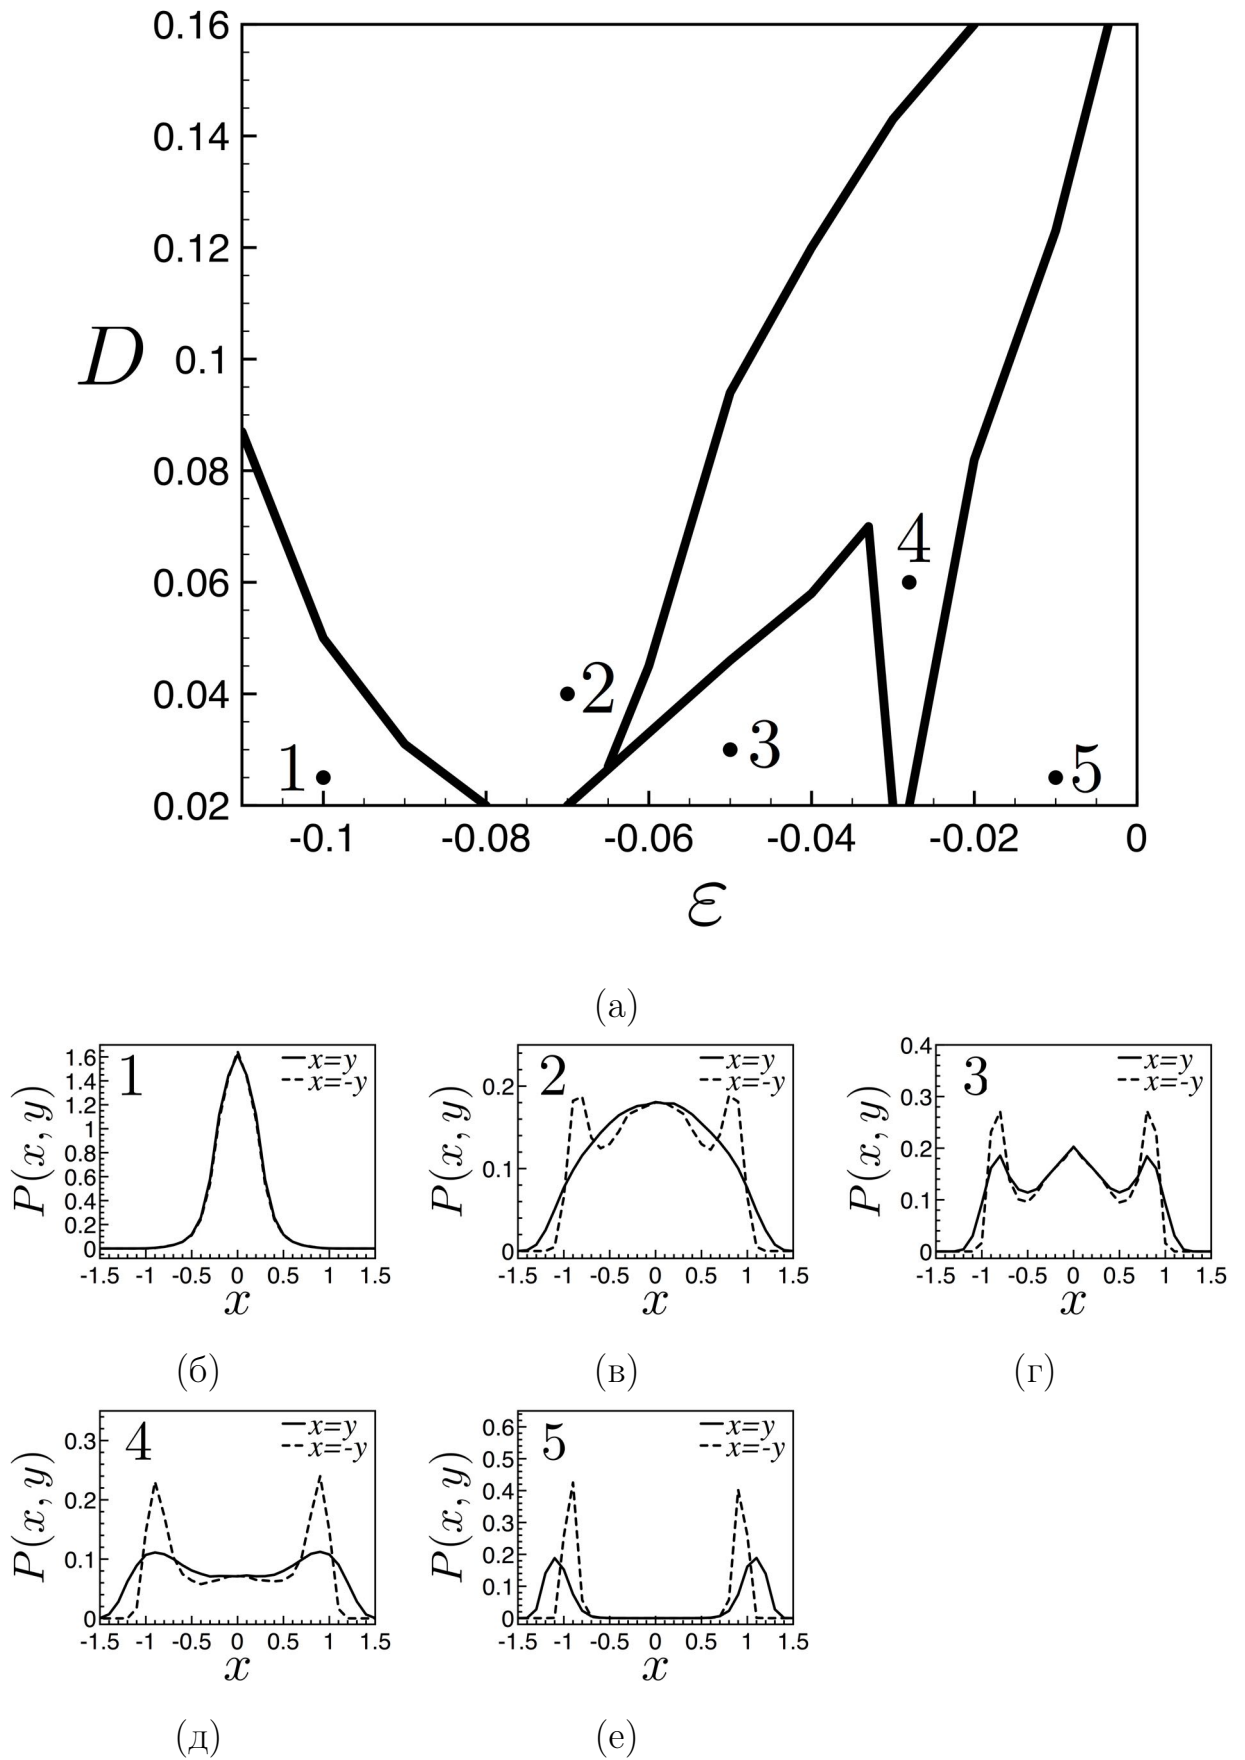 0.16
0.14
0.12
D
0.1
0.08
0.06
0.04
0.02
1
2
3
4
5
-0.1 -0.08 -0.06 -0.04 -0.02 0
ε
(а)
1
x=y
x=-y
P(x, y)
1.6
1.4
1.2
1
0.8
0.6
0.4
0.2
0
-1.5 -1 -0.5 0 0.5 1 1.5
x
(б)
2
x=y
x=-y
P(x, y)
0.2
0.1
0
-1.5 -1 -0.5 0 0.5 1 1.5
x
(в)
3
x=y
x=-y
P(x, y)
0.4
0.3
0.2
0.1
0
-1.5 -1 -0.5 0 0.5 1 1.5
x
(г)
4
x=y
x=-y
P(x, y)
0.3
0.2
0.1
0
-1.5 -1 -0.5 0 0.5 1 1.5
x
(д)
5
x=y
x=-y
P(x, y)
0.6
0.5
0.4
0.3
0.2
0.1
0
-1.5 -1 -0.5 0 0.5 1 1.5
x
(е)